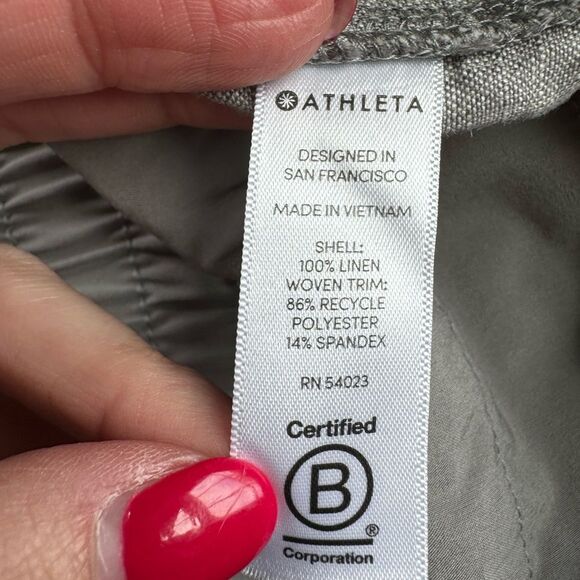 ATHLETA
DESIGNED IN
SAN FRANCISCO
MADE IN VIETNAM
SHELL:
100% LINEN
WOVEN TRIM:
86% RECYCLE
POLYESTER
14% SPANDEX
RN 54023
Certified
B
®
Corporation